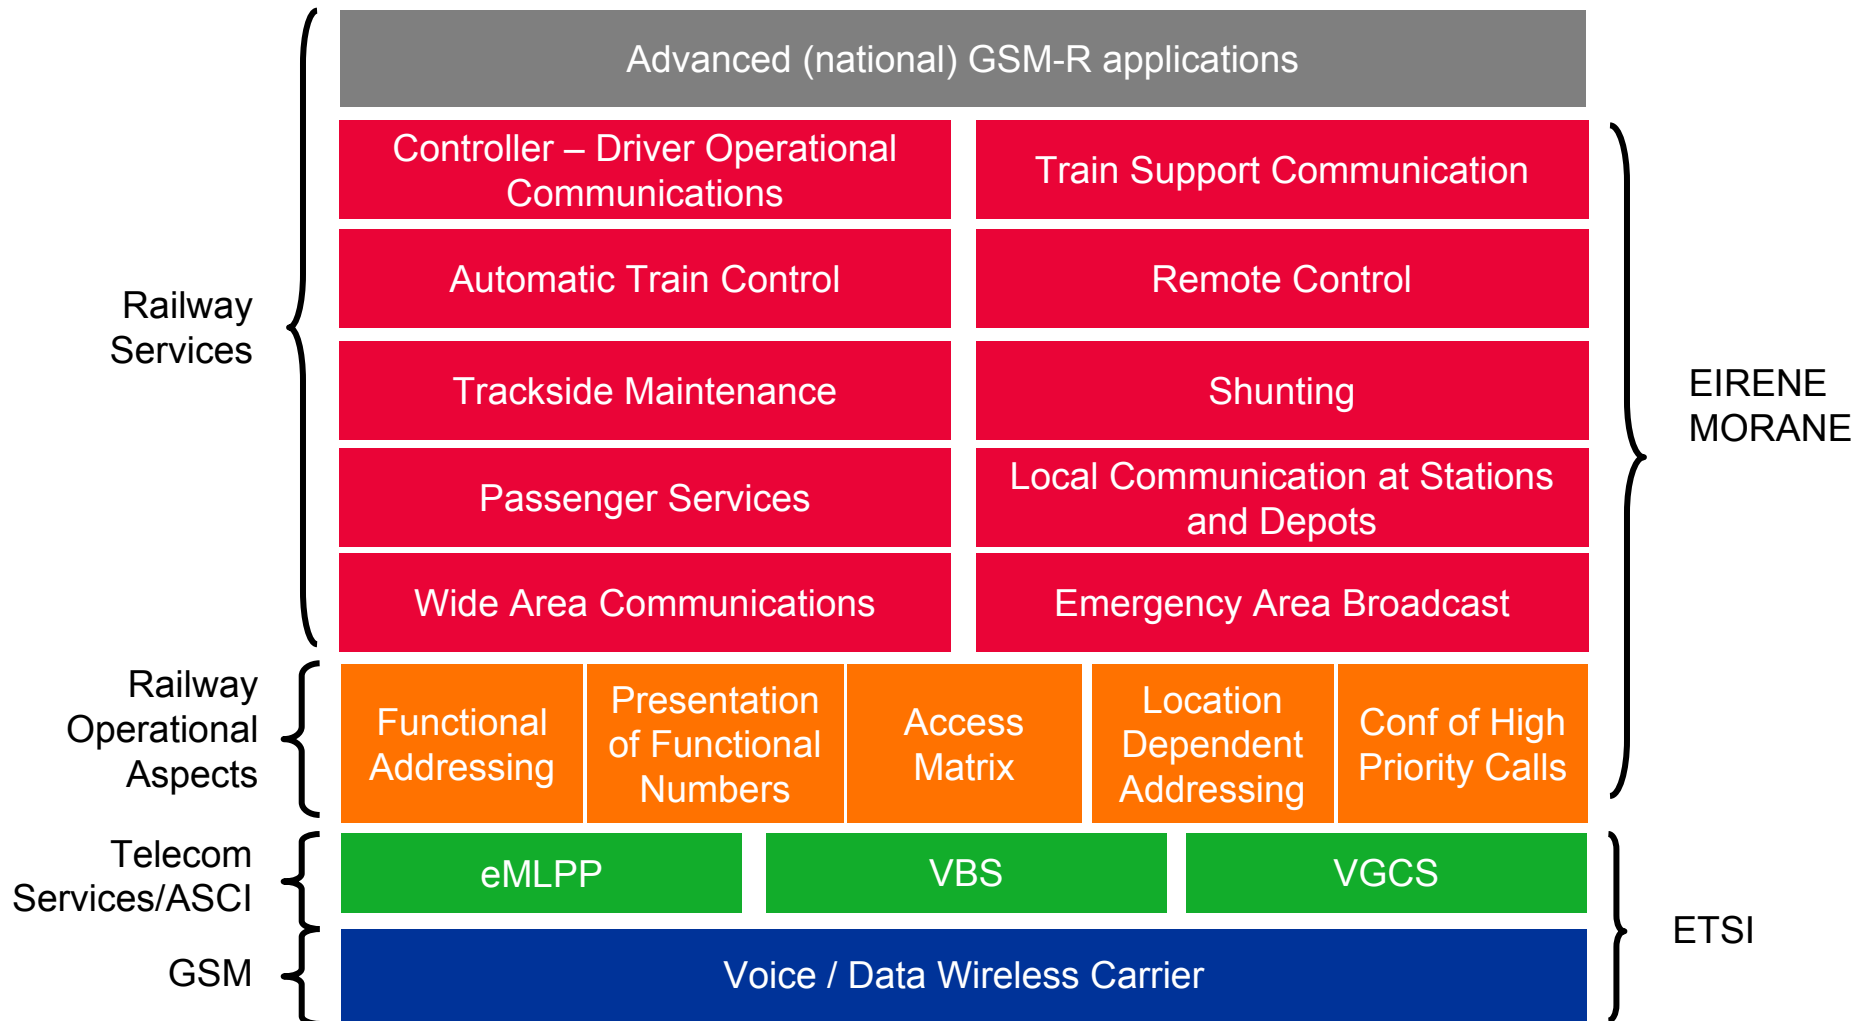 Advanced (national) GSM-R applications
Controller – Driver Operational
Communications
Train Support Communication
Automatic Train Control
Remote Control
Railway
Services
Trackside Maintenance
Shunting
EIRENE
MORANE
Passenger Services
Local Communication at Stations
and Depots
Wide Area Communications
Emergency Area Broadcast
Railway
Operational
Aspects
Functional
Addressing
Presentation
of Functional
Numbers
Access
Matrix
Location
Dependent
Addressing
Conf of High
Priority Calls
Telecom
Services/ASCI
eMLPP
VBS
VGCS
ETSI
GSM
Voice / Data Wireless Carrier